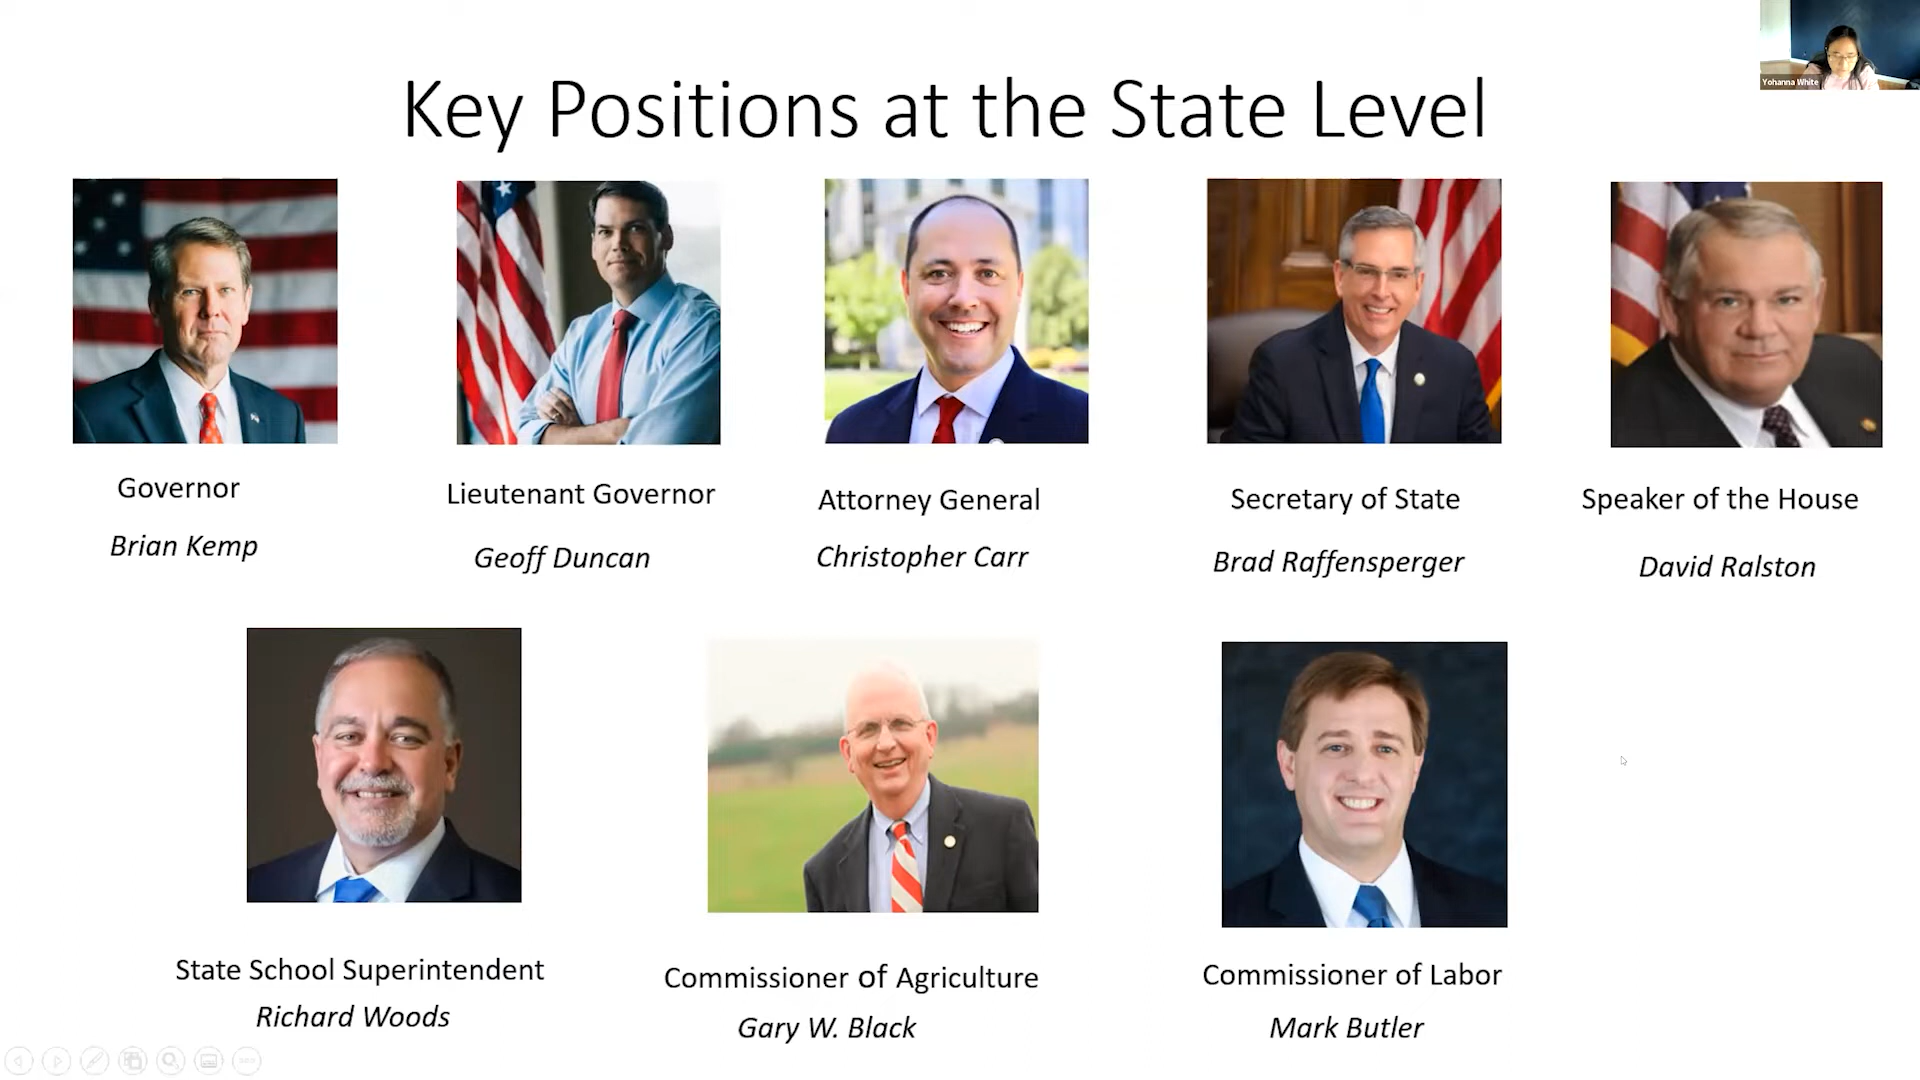 Key Positions at the State Level
Yohanna White
Governor
Brian Kemp
Lieutenant Governor
Geoff Duncan
Attorney General
Christopher Carr
Secretary of State
Brad Raffensperger
Speaker of the House
David Ralston
State School Superintendent
Richard Woods
Commissioner of Agriculture
Gary W. Black
Commissioner of Labor
Mark Butler